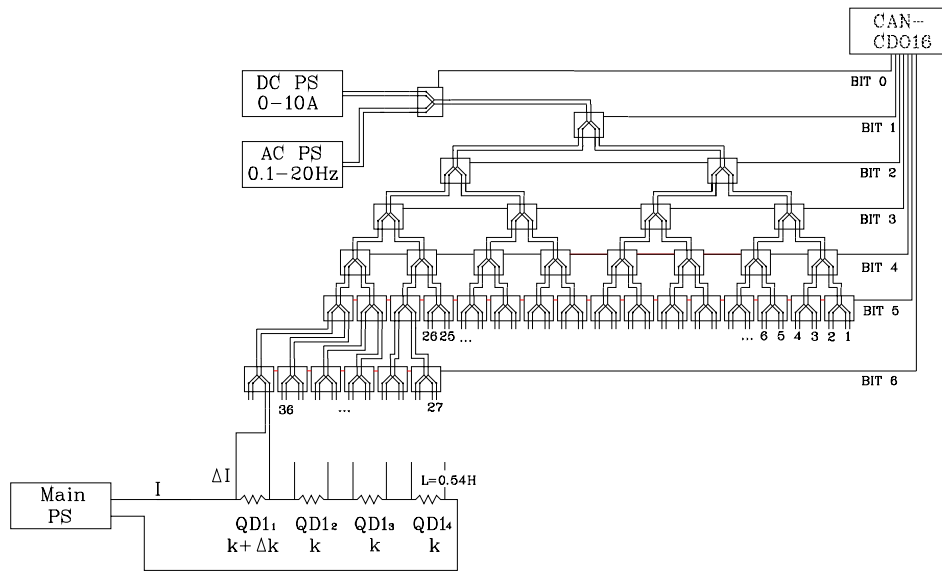 CAN-
CDO16
DC PS
0-10A
BIT 0
BIT 1
AC PS
0.1-20Hz
BIT 2
BIT 3
BIT 4
BIT 5
26 25 ... ... 6 5 4 3 2 1
BIT 6
36 ... 27
ΔI
L=0.54H
Main
PS
I
QD1₁ QD1₂ QD1₃ QD1₄
k+Δk k k k